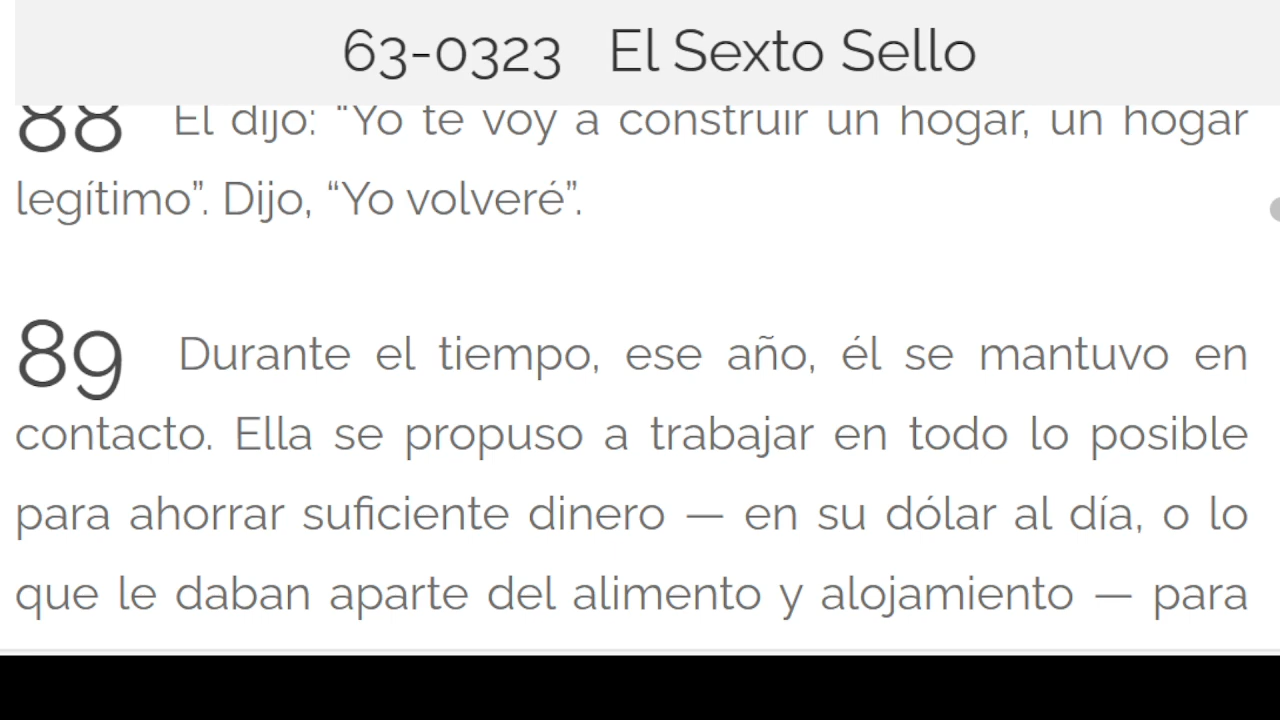 63-0323 El Sexto Sello
88 Él dijo: “Yo te voy a construir un hogar, un hogar
legítimo”. Dijo, “Yo volveré”.
89 Durante el tiempo, ese año, él se mantuvo en
contacto. Ella se propuso a trabajar en todo lo posible
para ahorrar suficiente dinero — en su dólar al día, o lo
que le daban aparte del alimento y alojamiento — para